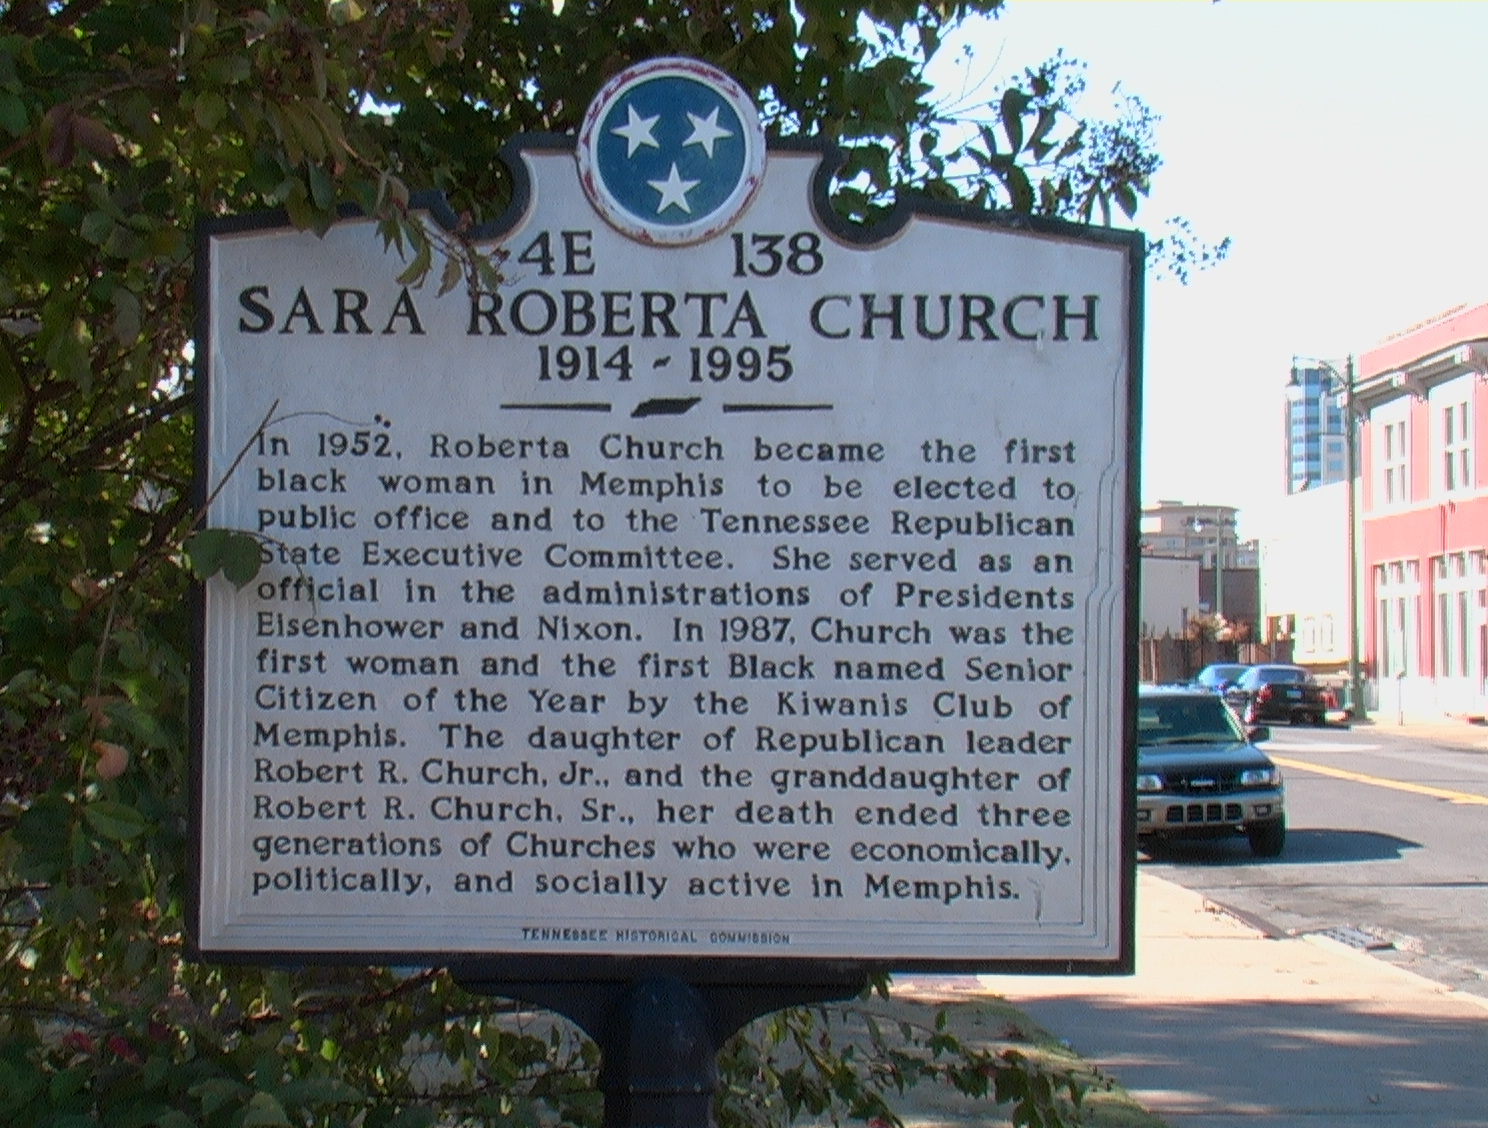 4E 138
SARA ROBERTA CHURCH
1914 - 1995
In 1952, Roberta Church became the first
black woman in Memphis to be elected to
public office and to the Tennessee Republican
State Executive Committee. She served as an
official in the administrations of Presidents
Eisenhower and Nixon. In 1987, Church was the
first woman and the first Black named Senior
Citizen of the Year by the Kiwanis Club of
Memphis. The daughter of Republican leader
Robert R. Church, Jr., and the granddaughter of
Robert R. Church, Sr., her death ended three
generations of Churches who were economically,
politically, and socially active in Memphis.
TENNESSEE HISTORICAL COMMISSION